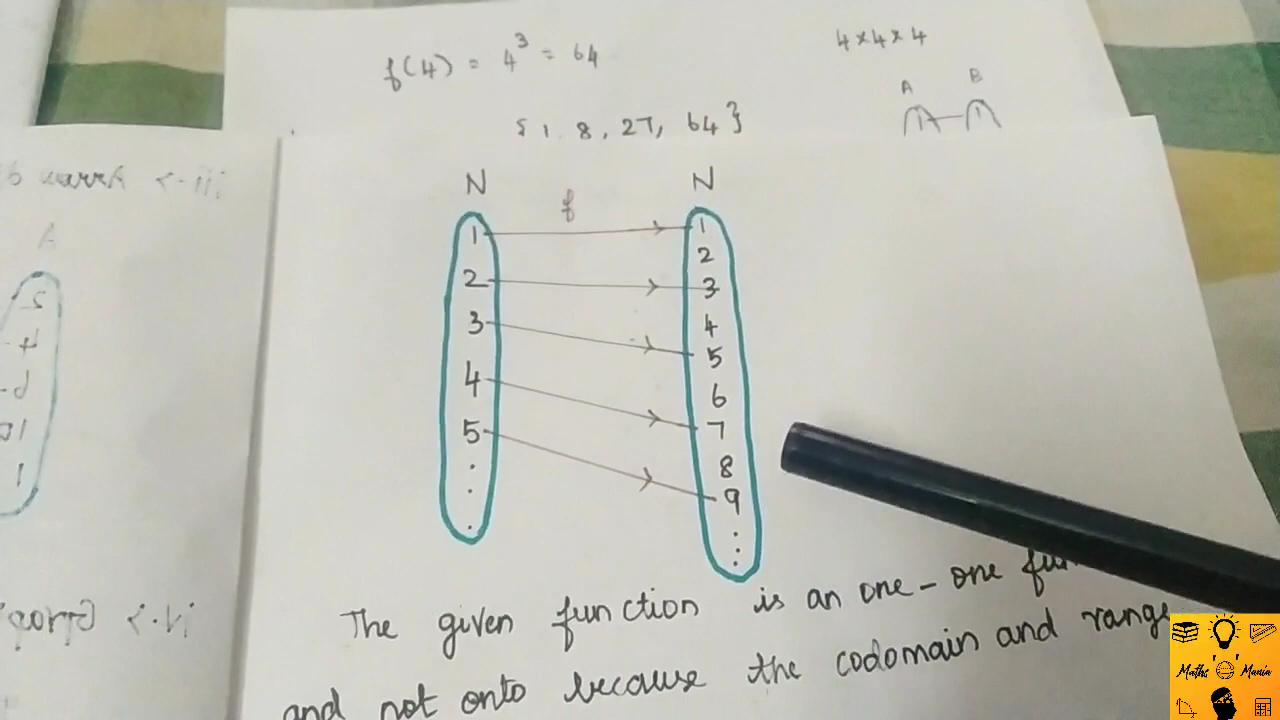 f(4) = 4³ = 64
4×4×4
A B
{ 1, 8, 27, 64 }
N f N
1 1
2
2 3
3 4
5
4 6
7
5 8
9
The given function is an one-one
and not onto because the codomain and range
Maths Mania